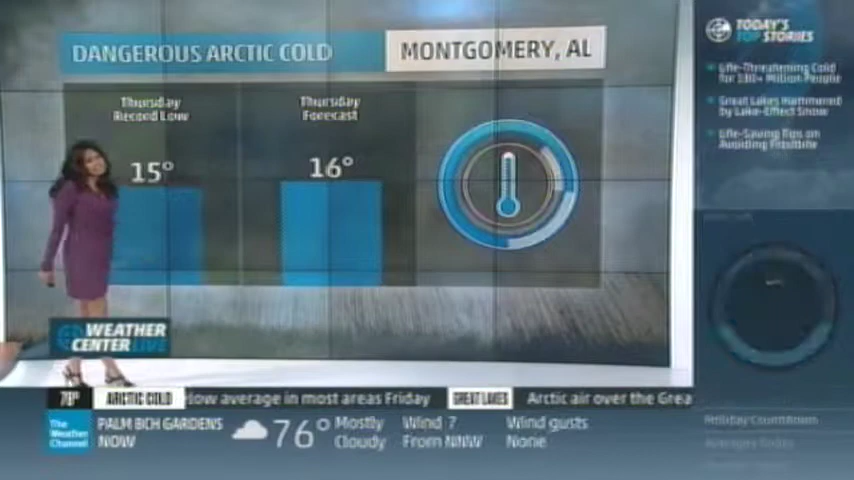 DANGEROUS ARCTIC COLD
MONTGOMERY, AL
Thursday
Record Low
Thursday
Forecast
15°
16°
WEATHER
CENTER LIVE
TODAY'S
TOP STORIES
Life-Threatening Cold
for 180+ Million People
Great Lakes Hammered
by Lake-Effect Snow
Life-Saving Tips on
Avoiding Frostbite
ARCTIC COLD
low average in most areas Friday
GREAT LAKES
Arctic air over the Grea
The
Weather
Channel
PALM BCH GARDENS
NOW
76°
Mostly
Cloudy
Wind 7
From NNW
Wind gusts
None
Holiday Countdown